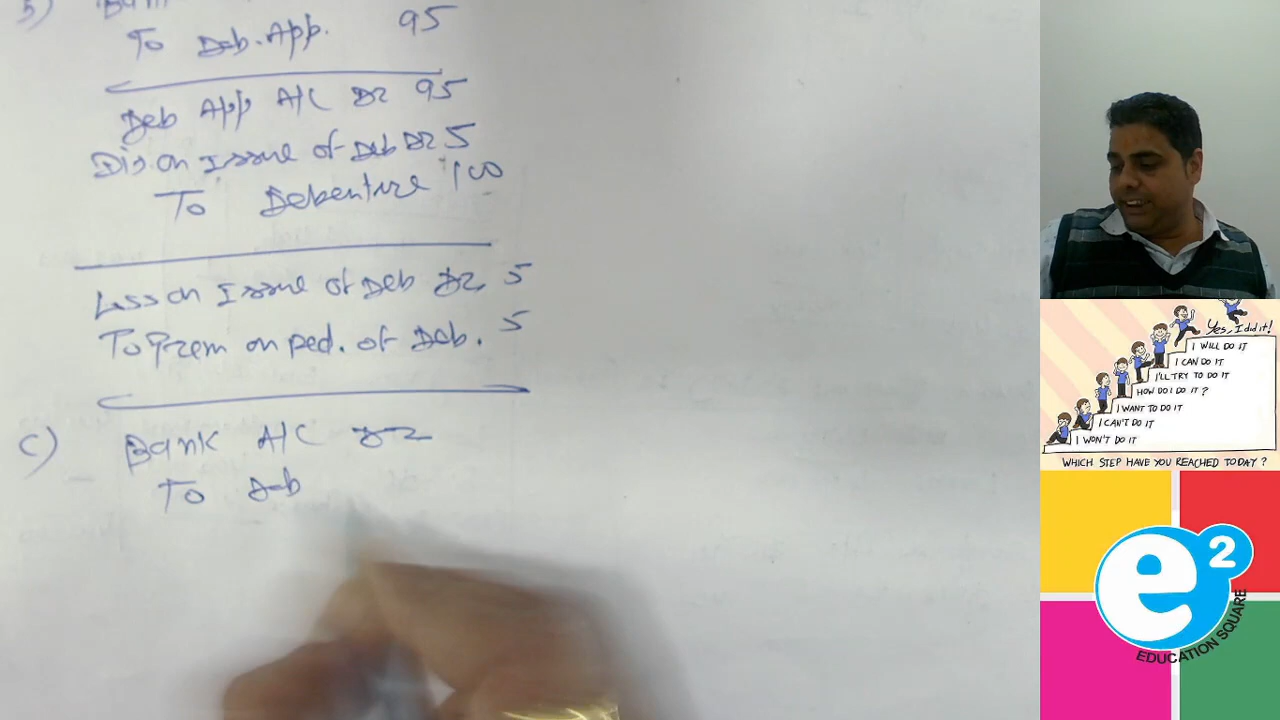 To Deb. App. 95
Deb App A/C Dr 95
Dis on Issue of Deb Dr 5
To Debenture 100
Loss on Issue of Deb Dr 5
To Prem on Red. of Deb. 5
C) Bank A/C Dr
To Deb
Yes, I did it!
I WILL DO IT
I CAN DO IT
I'LL TRY TO DO IT
HOW DO I DO IT?
I WANT TO DO IT
I CAN'T DO IT
I WON'T DO IT
WHICH STEP HAVE YOU REACHED TODAY?
e2
EDUCATION SQUARE